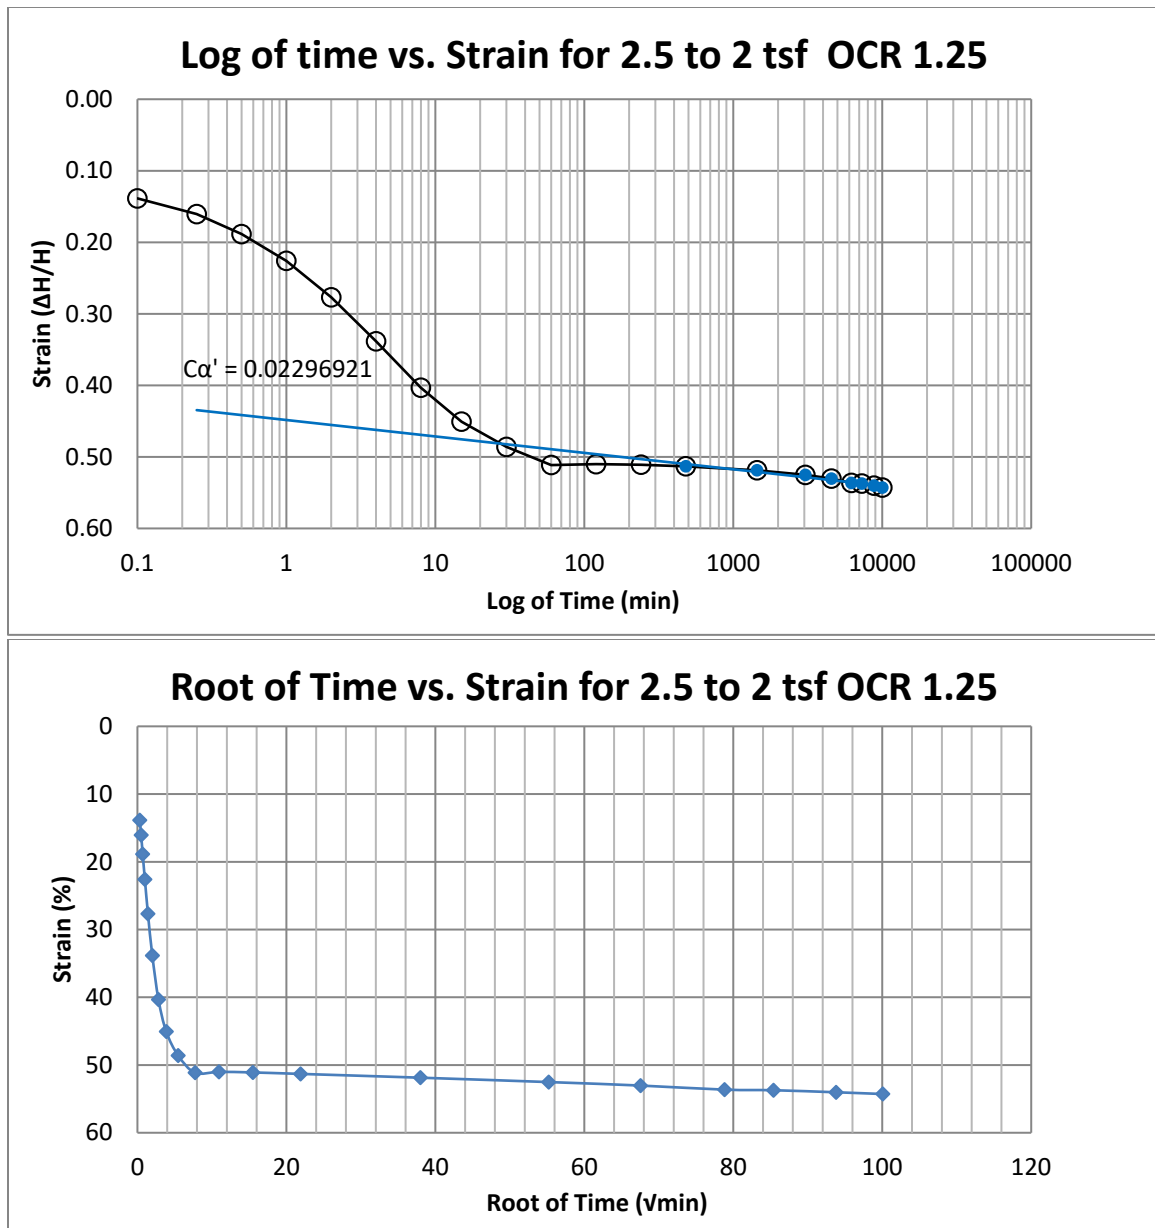 Log of time vs. Strain for 2.5 to 2 tsf  OCR 1.25
0.00
0.10
0.20
0.30
0.40
0.50
0.60
Strain (ΔH/H)
Cα' = 0.02296921
0.1 1 10 100 1000 10000 100000
Log of Time (min)
Root of Time vs. Strain for 2.5 to 2 tsf OCR 1.25
0
10
20
30
40
50
60
Strain (%)
0 20 40 60 80 100 120
Root of Time (√min)